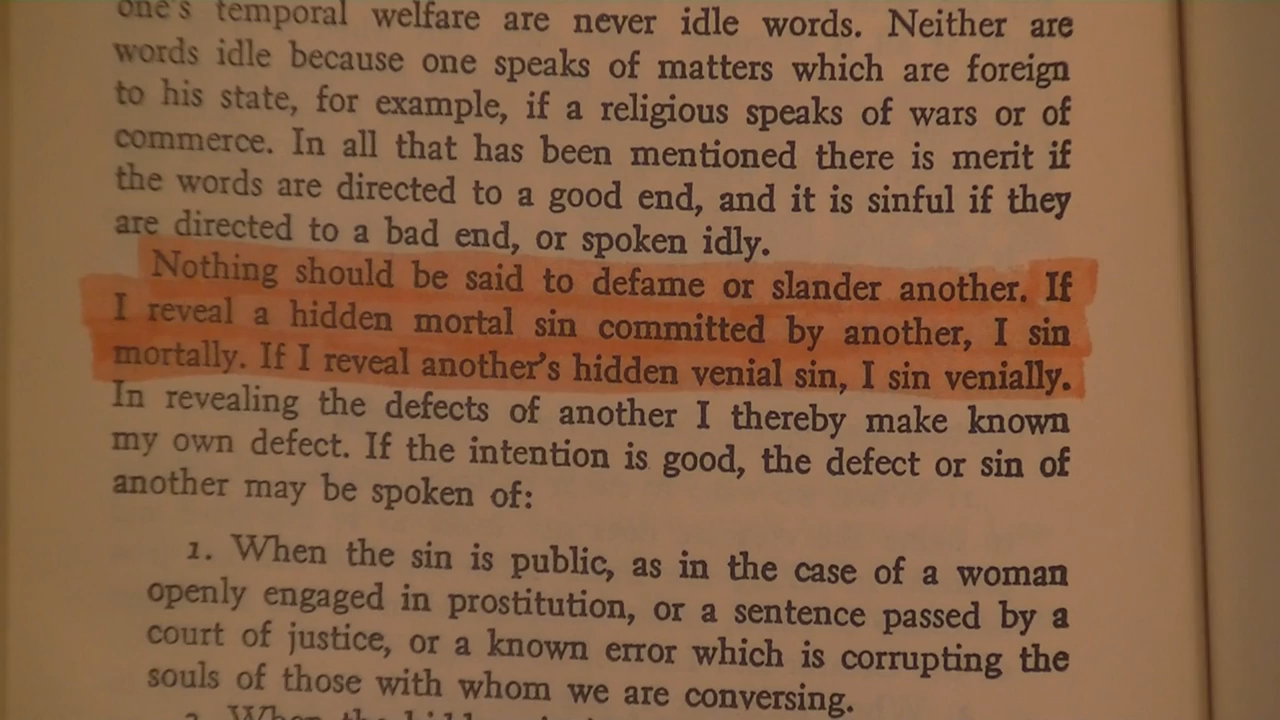 one's temporal welfare are never idle words. Neither are
words idle because one speaks of matters which are foreign
to his state, for example, if a religious speaks of wars or of
commerce. In all that has been mentioned there is merit if
the words are directed to a good end, and it is sinful if they
are directed to a bad end, or spoken idly.
Nothing should be said to defame or slander another. If
I reveal a hidden mortal sin committed by another, I sin
mortally. If I reveal another's hidden venial sin, I sin venially.
In revealing the defects of another I thereby make known
my own defect. If the intention is good, the defect or sin of
another may be spoken of:
1. When the sin is public, as in the case of a woman
openly engaged in prostitution, or a sentence passed by a
court of justice, or a known error which is corrupting the
souls of those with whom we are conversing.
2. When the